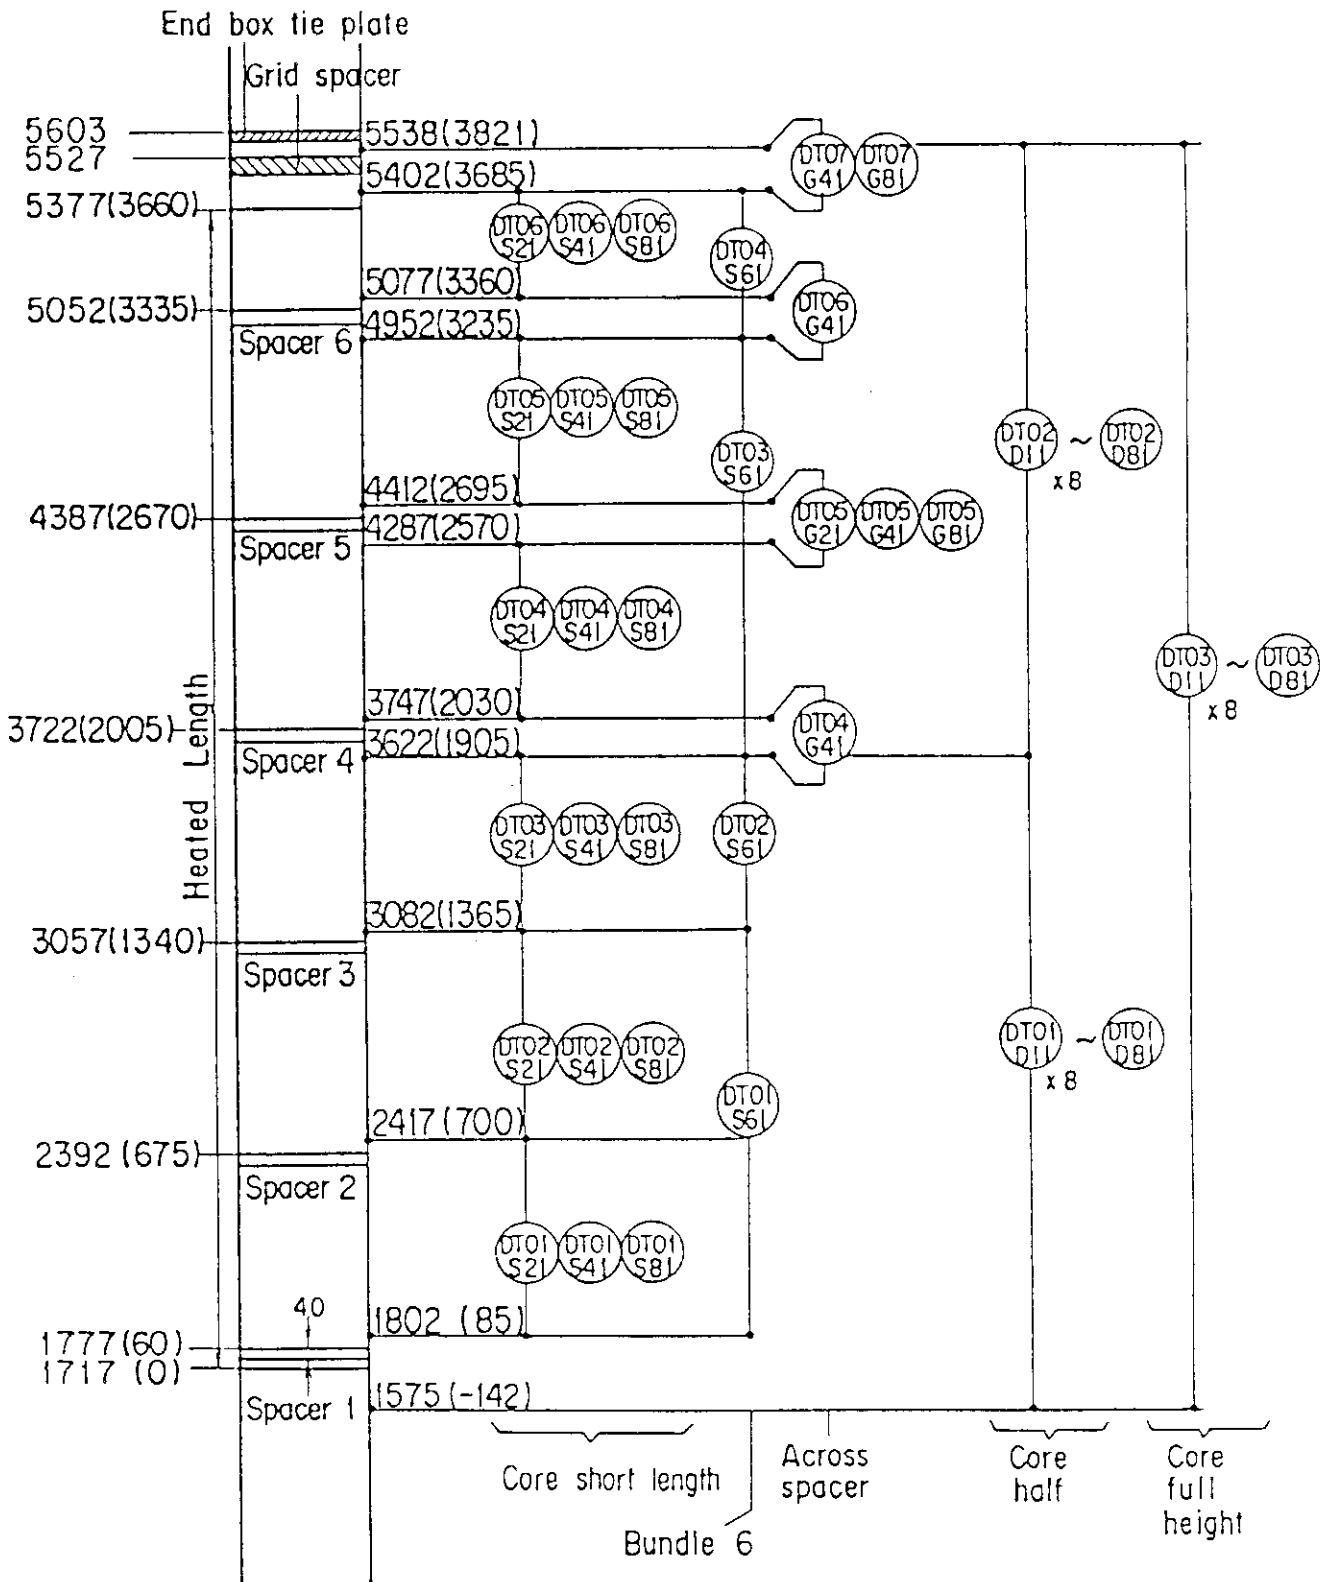 End box tie plate
Grid spacer
5603
5538(3821)
5527
5402(3685)
DT07 G41
DT07 G81
5377(3660)
DT06 S21
DT06 S41
DT06 S81
DT04 S61
5077(3360)
5052(3335)
DT06 G41
4952(3235)
Spacer 6
DT05 S21
DT05 S41
DT05 S81
DT03 S61
DT02 D11 ~ DT02 D81
x8
4412(2695)
4387(2670)
DT05 G21
DT05 G41
DT05 G81
4287(2570)
Spacer 5
DT04 S21
DT04 S41
DT04 S81
DT03 D11 ~ DT03 D81
x8
Heated Length
3747(2030)
3722(2005)
DT04 G41
3622(1905)
Spacer 4
DT03 S21
DT03 S41
DT03 S81
DT02 S61
3082(1365)
3057(1340)
Spacer 3
DT02 S21
DT02 S41
DT02 S81
DT01 D11 ~ DT01 D81
x8
DT01 S61
2417(700)
2392(675)
Spacer 2
DT01 S21
DT01 S41
DT01 S81
40
1802 (85)
1777(60)
1717 (0)
1575(-142)
Spacer 1
Core short length
Across spacer
Core half
Core full height
Bundle 6